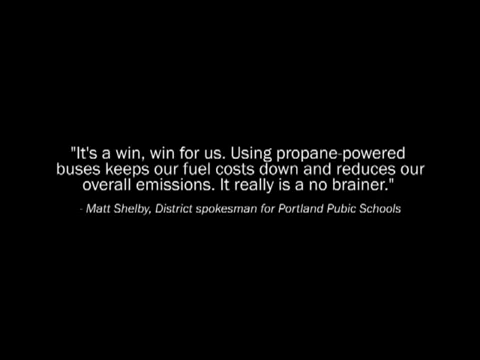 "It's a win, win for us. Using propane-powered
buses keeps our fuel costs down and reduces our
overall emissions. It really is a no brainer."
- Matt Shelby, District spokesman for Portland Pubic Schools